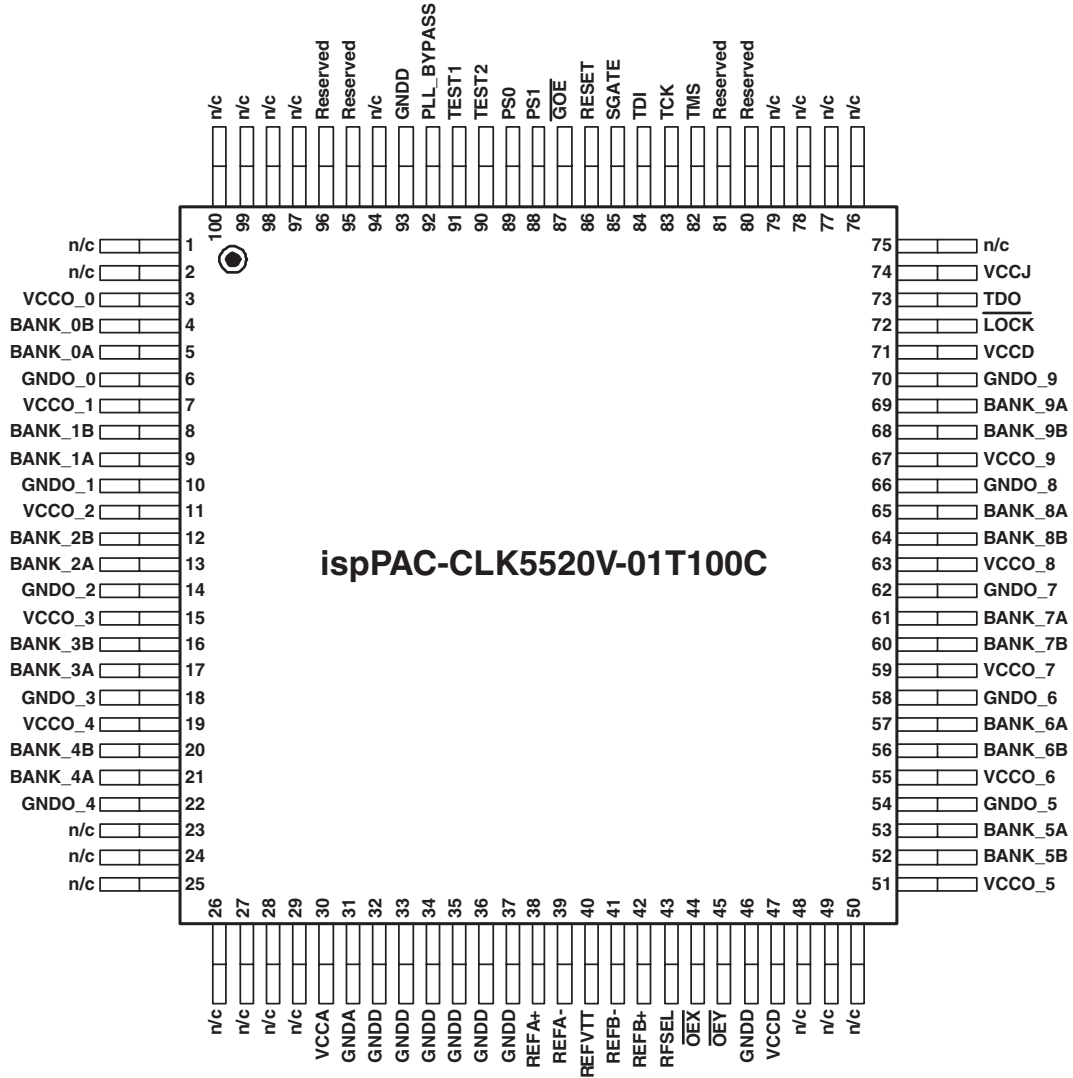 n/c n/c n/c n/c Reserved Reserved n/c GNDD PLL_BYPASS TEST1 TEST2 PS0 PS1 GOE RESET SGATE TDI TCK TMS Reserved Reserved n/c n/c n/c n/c
100 99 98 97 96 95 94 93 92 91 90 89 88 87 86 85 84 83 82 81 80 79 78 77 76
n/c 1 75 n/c
n/c 2 74 VCCJ
VCCO_0 3 73 TDO
BANK_0B 4 72 LOCK
BANK_0A 5 71 VCCD
GNDO_0 6 70 GNDO_9
VCCO_1 7 69 BANK_9A
BANK_1B 8 68 BANK_9B
BANK_1A 9 67 VCCO_9
GNDO_1 10 66 GNDO_8
VCCO_2 11 65 BANK_8A
BANK_2B 12 64 BANK_8B
ispPAC-CLK5520V-01T100C
BANK_2A 13 63 VCCO_8
GNDO_2 14 62 GNDO_7
VCCO_3 15 61 BANK_7A
BANK_3B 16 60 BANK_7B
BANK_3A 17 59 VCCO_7
GNDO_3 18 58 GNDO_6
VCCO_4 19 57 BANK_6A
BANK_4B 20 56 BANK_6B
BANK_4A 21 55 VCCO_6
GNDO_4 22 54 GNDO_5
n/c 23 53 BANK_5A
n/c 24 52 BANK_5B
n/c 25 51 VCCO_5
26 27 28 29 30 31 32 33 34 35 36 37 38 39 40 41 42 43 44 45 46 47 48 49 50
n/c n/c n/c n/c VCCA GNDA GNDD GNDD GNDD GNDD GNDD GNDD REFA+ REFA- REFVTT REFB- REFB+ RFSEL OEX OEY GNDD VCCD n/c n/c n/c